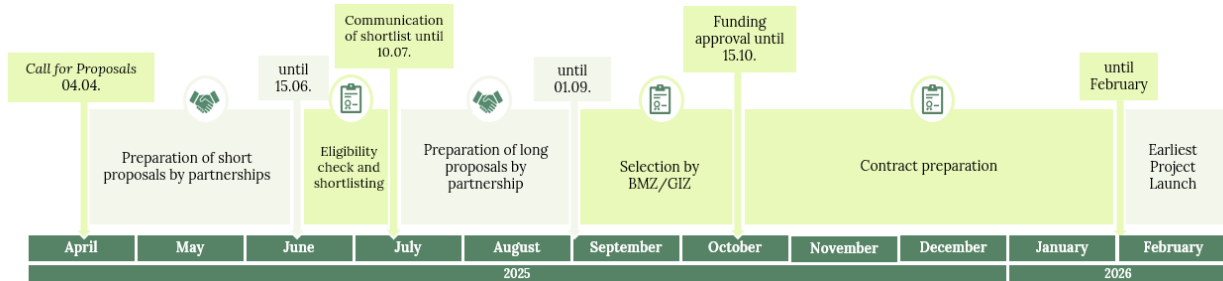 Call for Proposals
04.04.
until
15.06.
Communication
of shortlist until
10.07.
until
01.09.
Funding
approval until
15.10.
until
February
Preparation of short
proposals by partnerships
Eligibility
check and
shortlisting
Preparation of long
proposals by
partnership
Selection by
BMZ/GIZ
Contract preparation
Earliest
Project
Launch
April
May
June
July
August
September
October
November
December
January
February
2025
2026